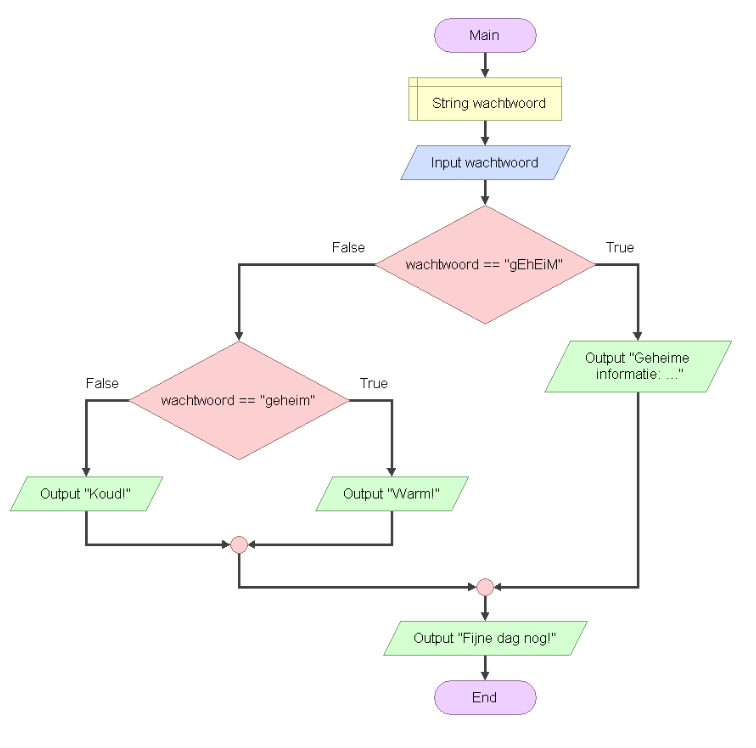 Main
String wachtwoord
Input wachtwoord
False
True
wachtwoord == "gEhEiM"
Output "Geheime
informatie: ..."
False
True
wachtwoord == "geheim"
Output "Koud!"
Output "Warm!"
Output "Fijne dag nog!"
End